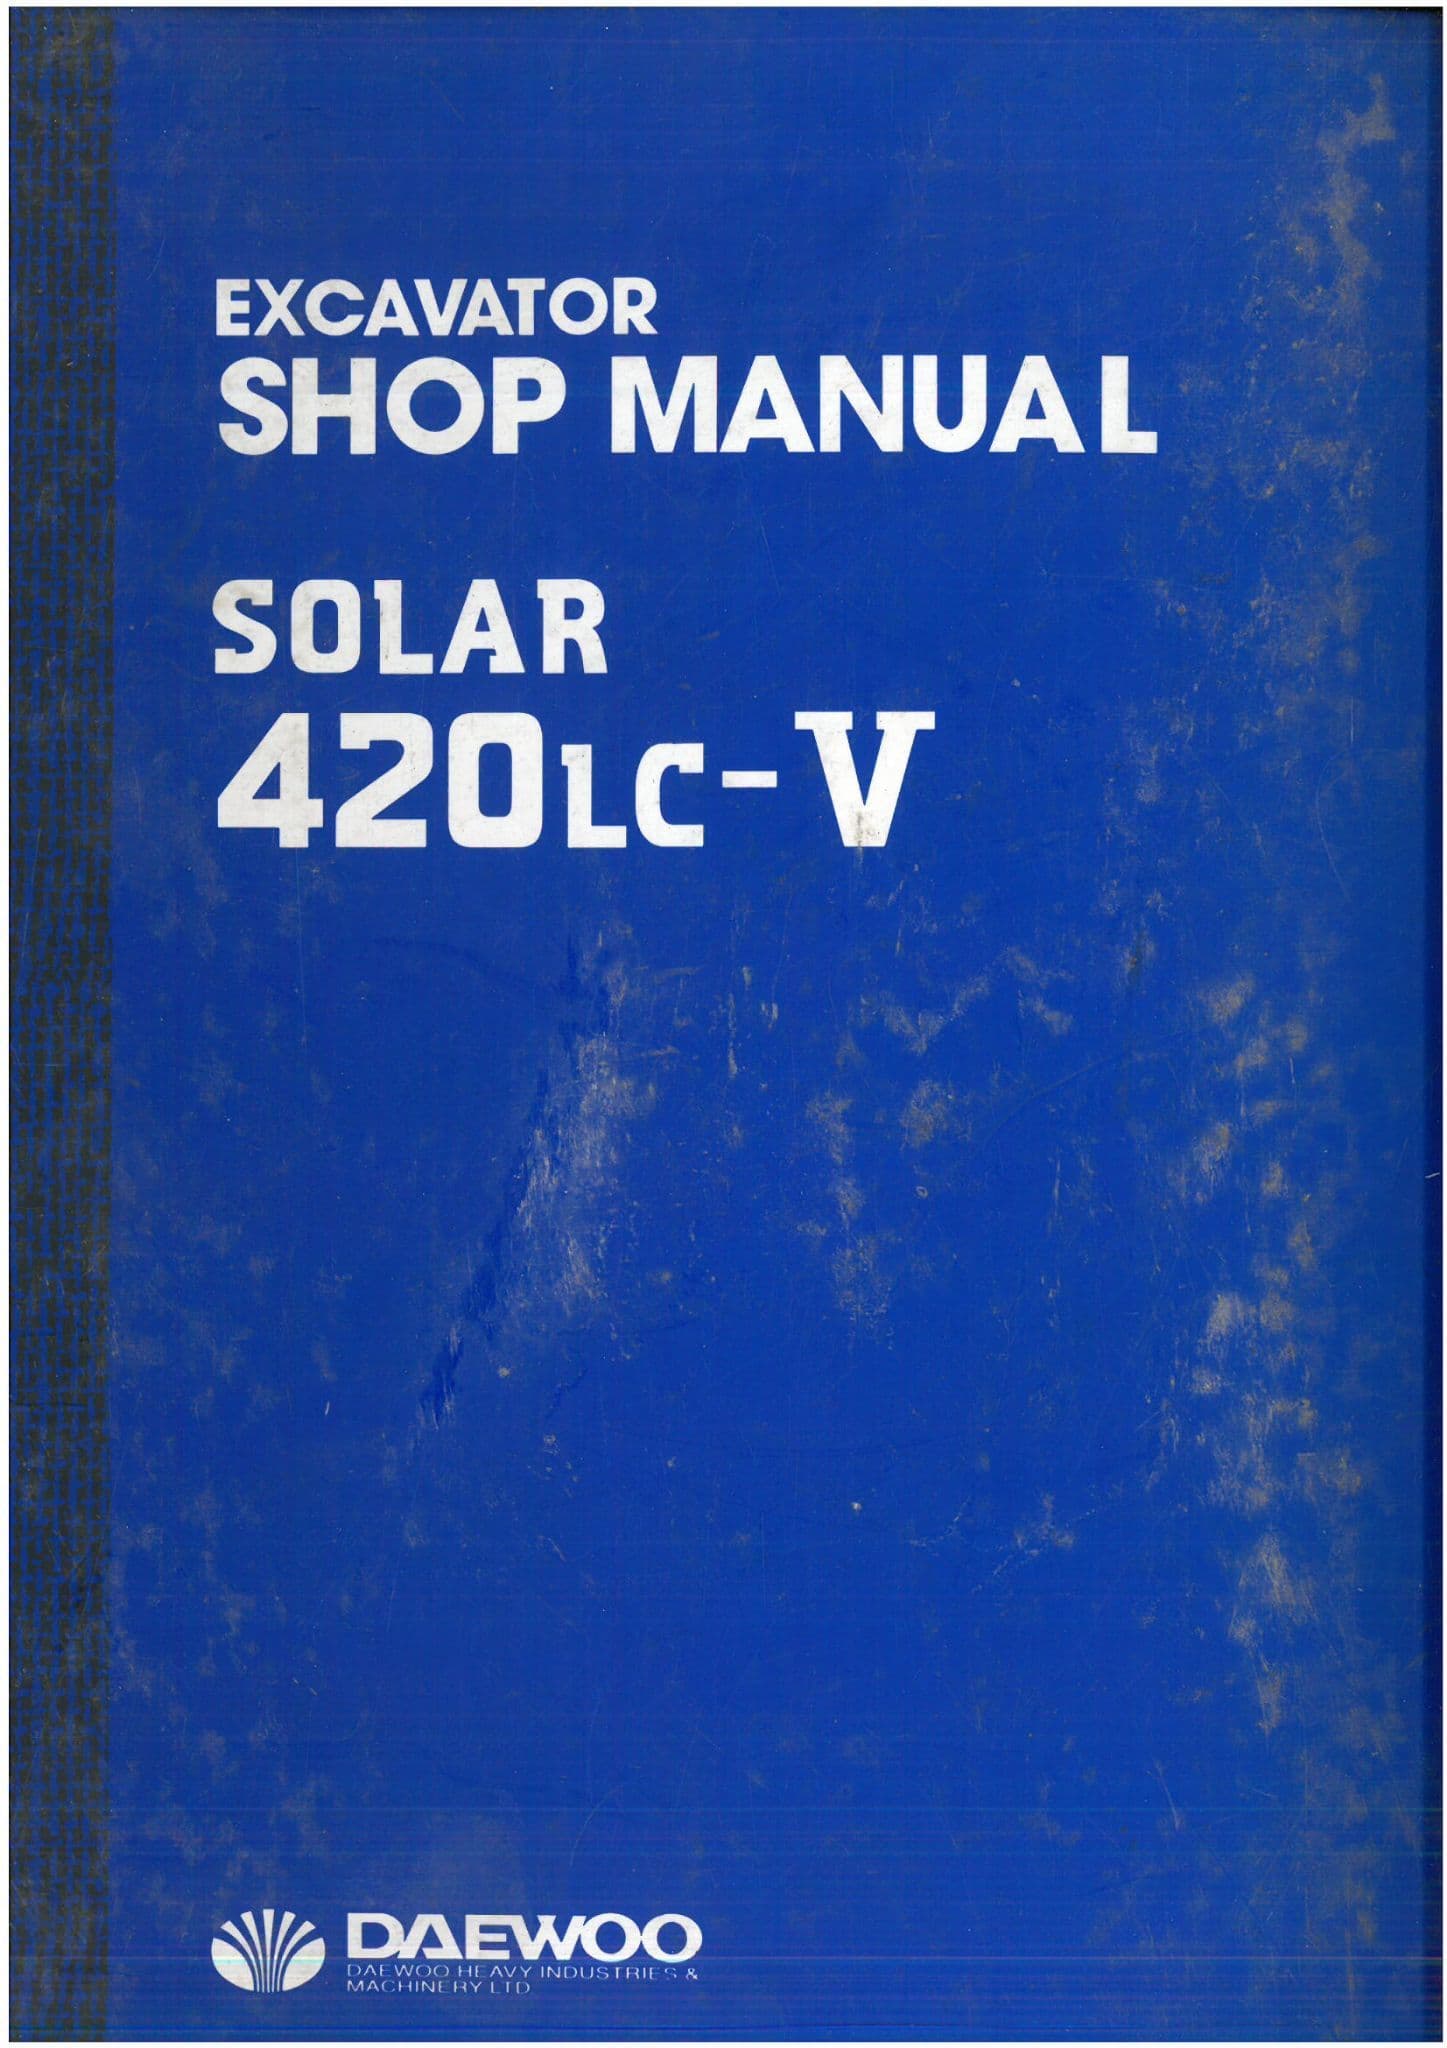 EXCAVATOR
SHOP MANUAL
SOLAR
420LC-V
DAEWOO
DAEWOO HEAVY INDUSTRIES &
MACHINERY LTD